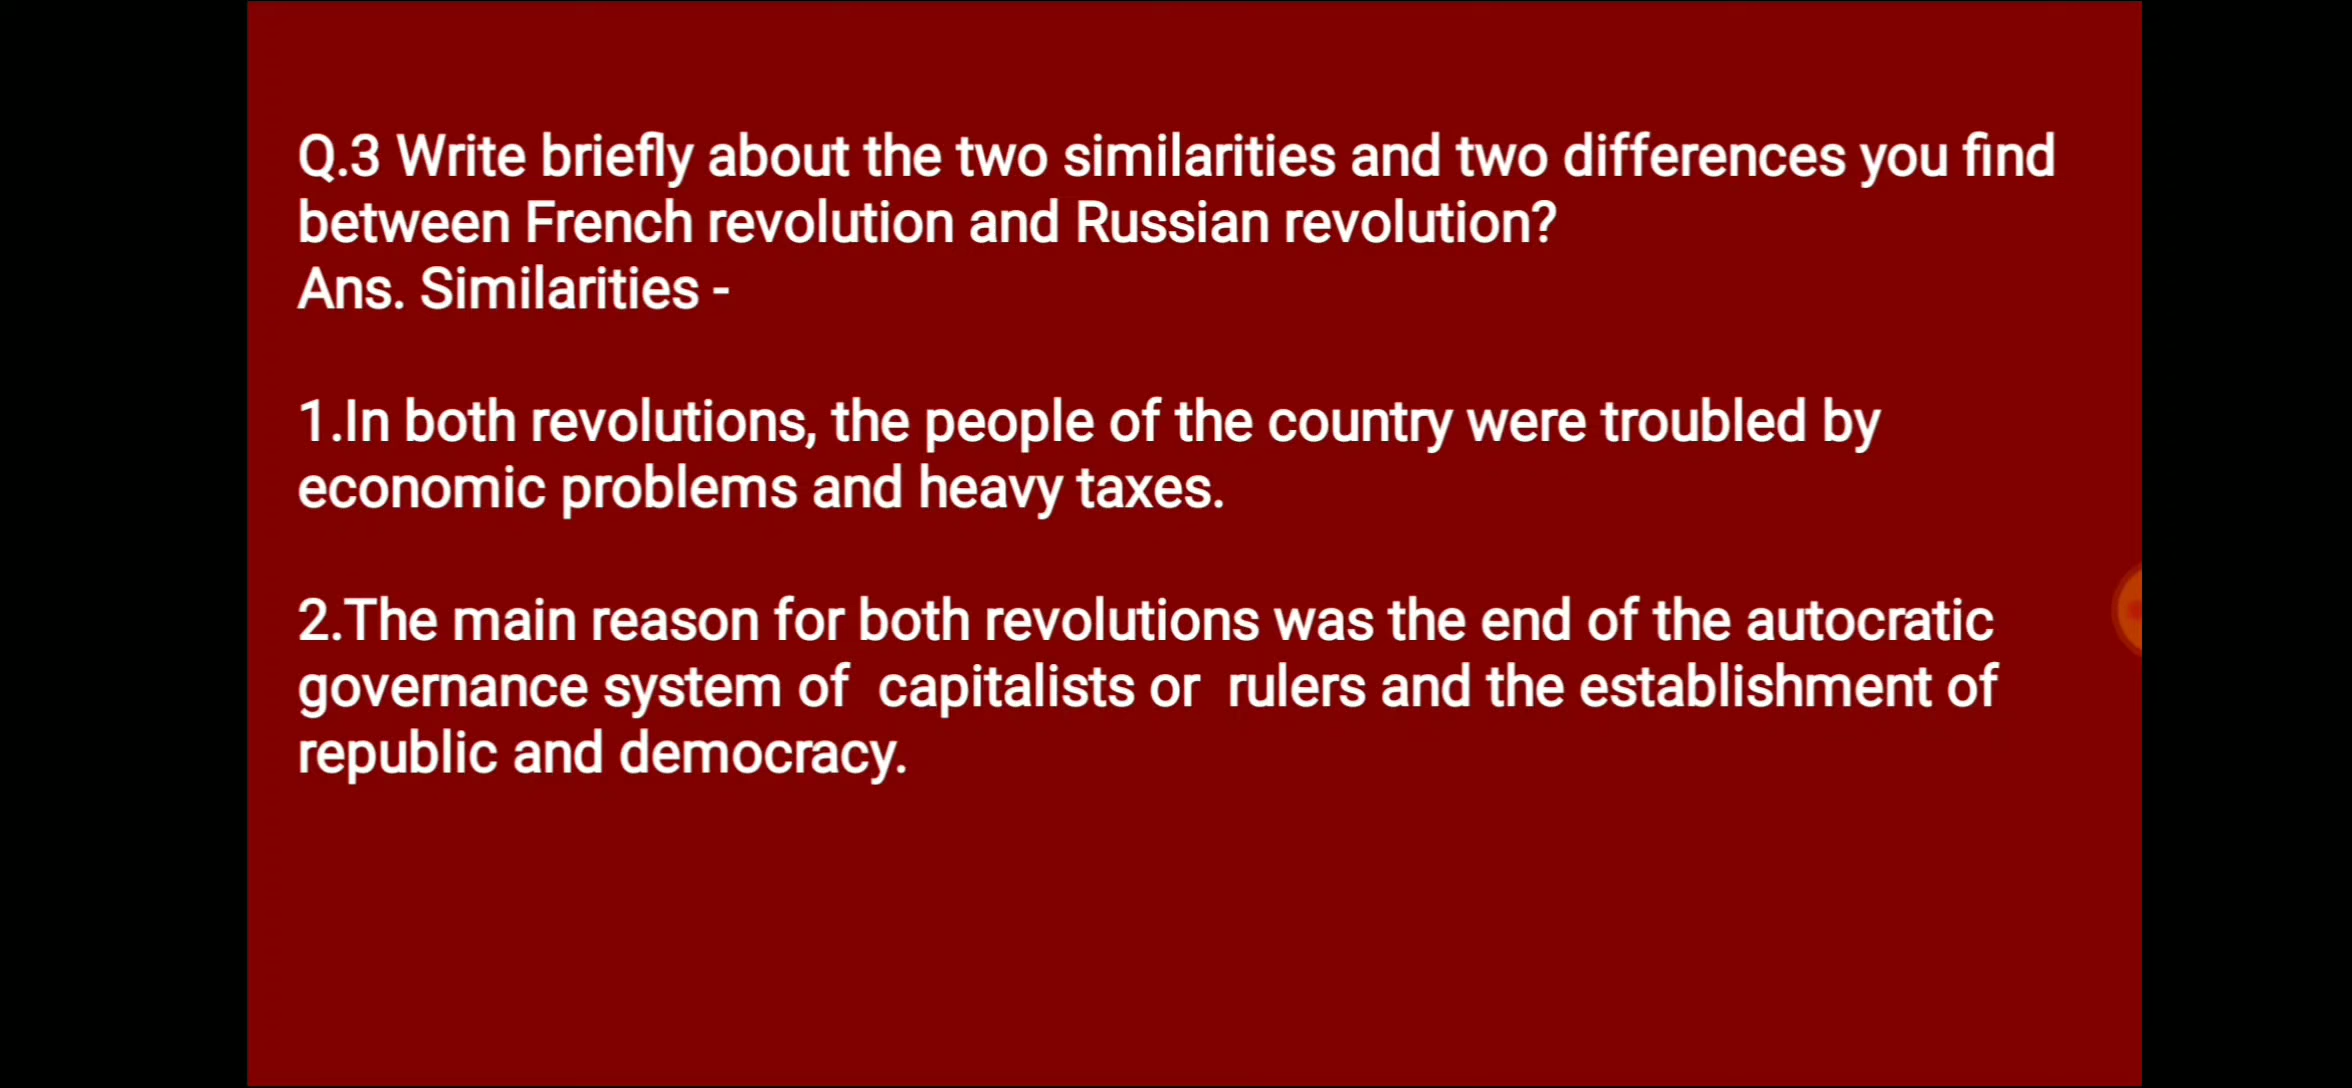 Q.3 Write briefly about the two similarities and two differences you find
between French revolution and Russian revolution?
Ans. Similarities -
1.In both revolutions, the people of the country were troubled by
economic problems and heavy taxes.
2.The main reason for both revolutions was the end of the autocratic
governance system of  capitalists or  rulers and the establishment of
republic and democracy.